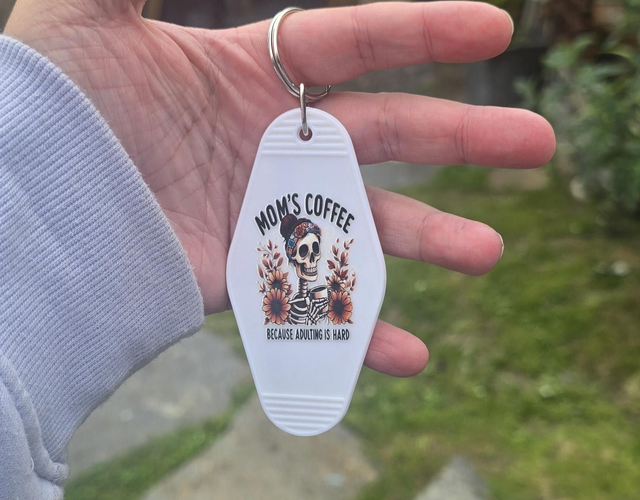 MOM'S COFFEE
BECAUSE ADULTING IS HARD